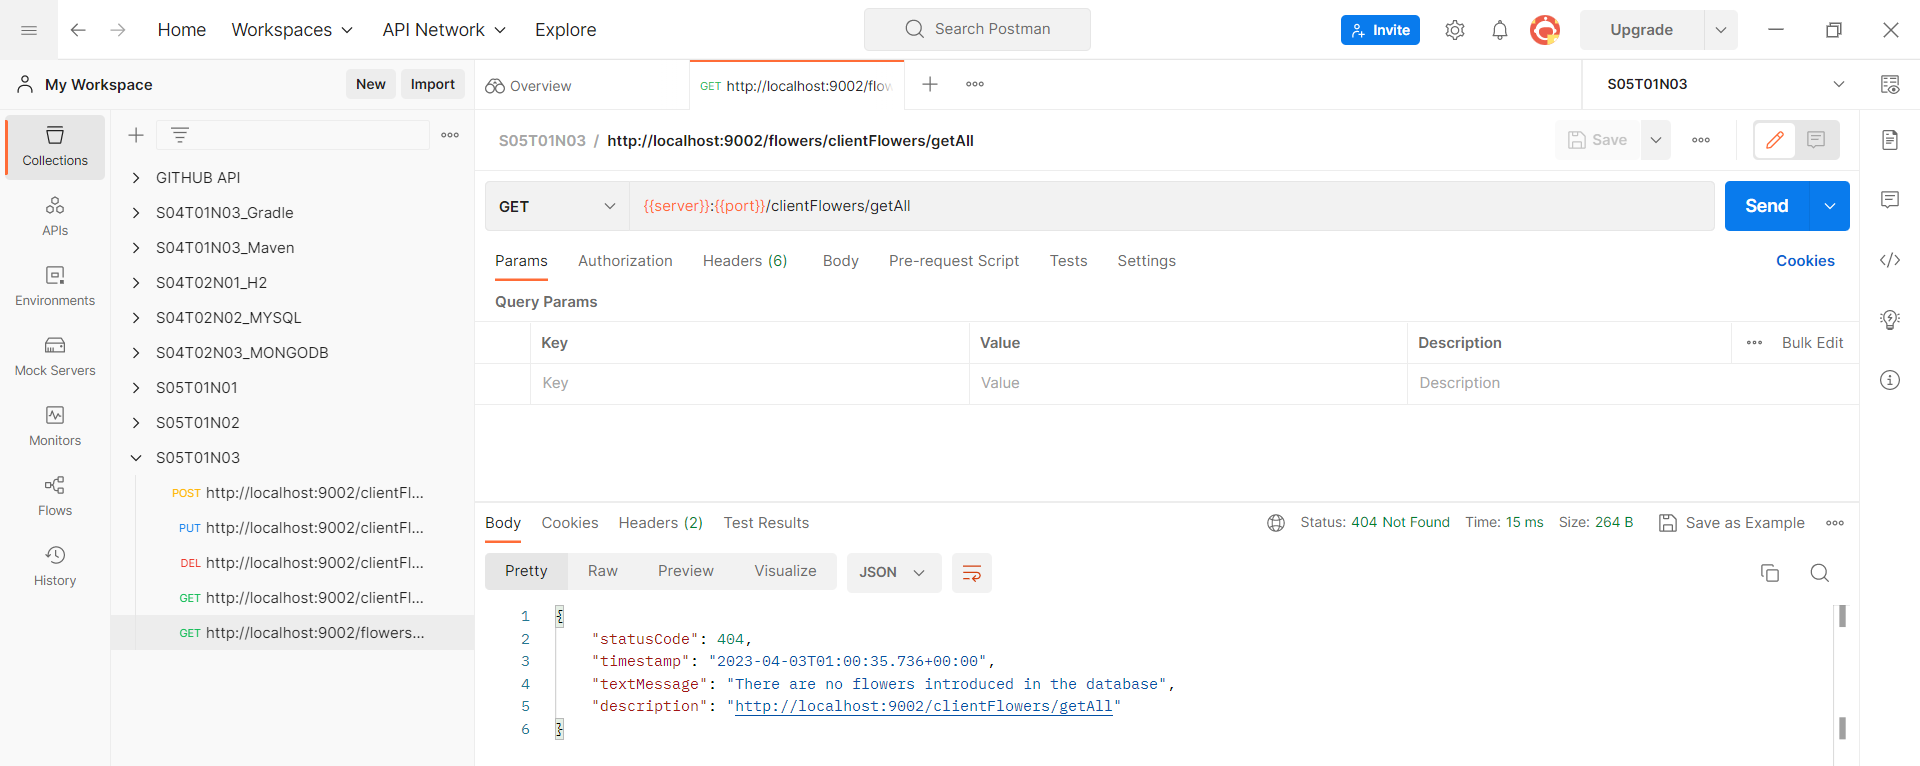 Home Workspaces API Network Explore Search Postman Invite Upgrade
My Workspace New Import
Overview GET http://localhost:9002/flow S05T01N03
Collections
APIs
Environments
Mock Servers
Monitors
Flows
History
GITHUB API
S04T01N03_Gradle
S04T01N03_Maven
S04T02N01_H2
S04T02N02_MYSQL
S04T02N03_MONGODB
S05T01N01
S05T01N02
S05T01N03
POST http://localhost:9002/clientFl...
PUT http://localhost:9002/clientFl...
DEL http://localhost:9002/clientFl...
GET http://localhost:9002/clientFl...
GET http://localhost:9002/flowers...
S05T01N03 / http://localhost:9002/flowers/clientFlowers/getAll Save
GET {{server}}:{{port}}/clientFlowers/getAll Send
Params Authorization Headers (6) Body Pre-request Script Tests Settings Cookies
Query Params
Key Value Description Bulk Edit
Key Value Description
Body Cookies Headers (2) Test Results Status: 404 Not Found Time: 15 ms Size: 264 B Save as Example
Pretty Raw Preview Visualize JSON
1 {
2 "statusCode": 404,
3 "timestamp": "2023-04-03T01:00:35.736+00:00",
4 "textMessage": "There are no flowers introduced in the database",
5 "description": "http://localhost:9002/clientFlowers/getAll"
6 }